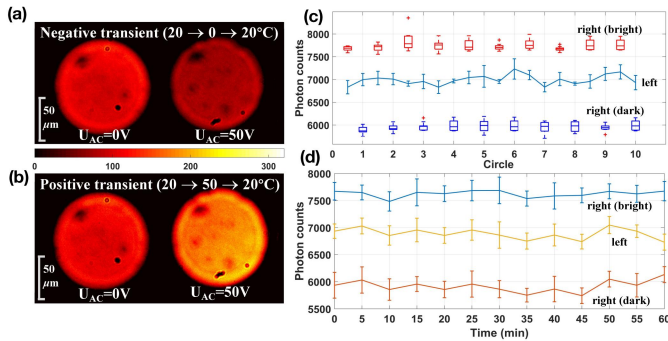 (a)
Negative transient (20 → 0 → 20°C)
50
μm
U_AC=0V
U_AC=50V
0
100
200
300
(b)
Positive transient (20 → 50 → 20°C)
50
μm
U_AC=0V
U_AC=50V
(c)
8000
7500
7000
6500
6000
Photon counts
right (bright)
left
right (dark)
0 1 2 3 4 5 6 7 8 9 10
Circle
(d)
8000
7500
7000
6500
6000
5500
Photon counts
right (bright)
left
right (dark)
0 5 10 15 20 25 30 35 40 45 50 55 60
Time (min)